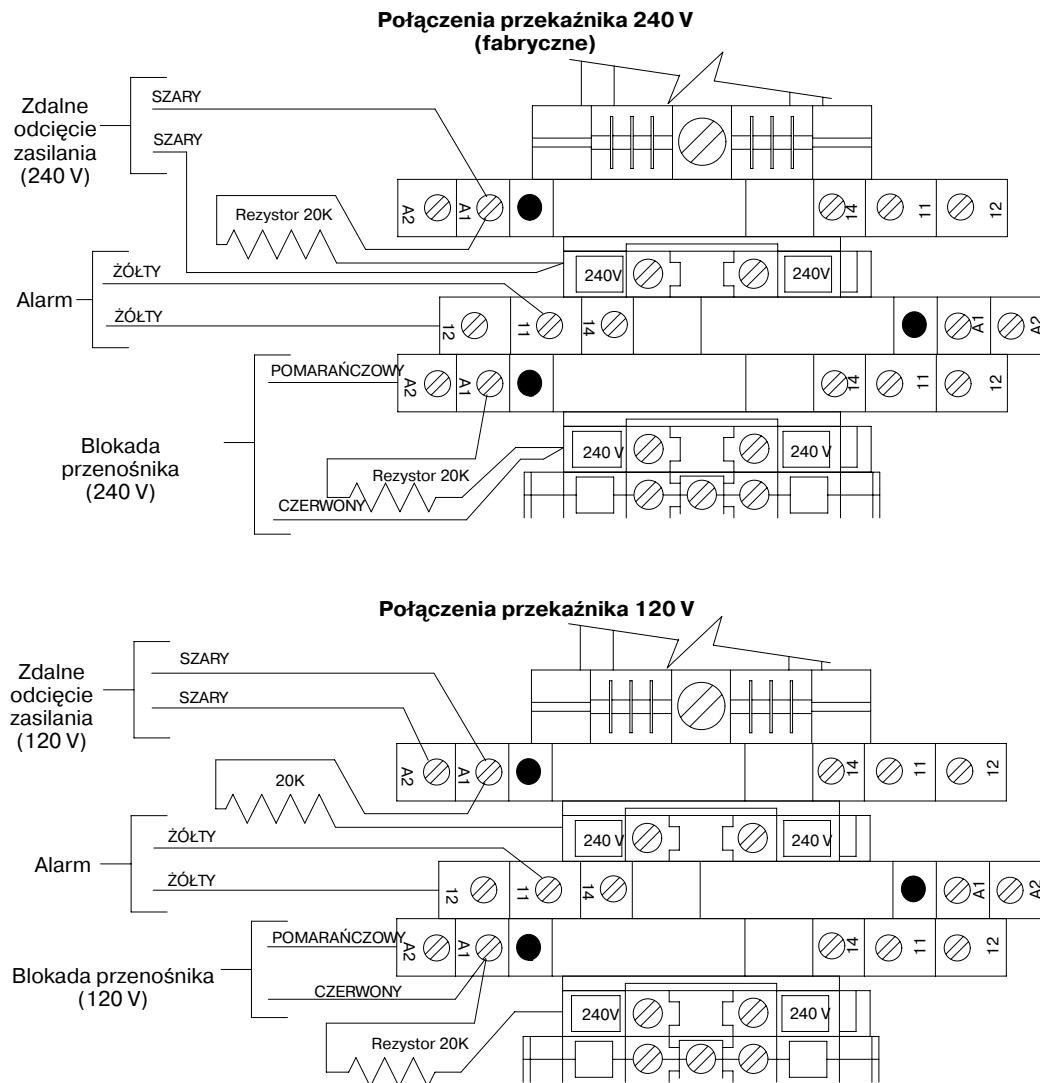 Połączenia przekaźnika 240 V
(fabryczne)
Zdalne
odcięcie
zasilania
(240 V)
SZARY
SZARY
Rezystor 20K
A2
A1
14
11
12
Alarm
ŻÓŁTY
ŻÓŁTY
240V
240V
12
11
14
A1
A2
POMARAŃCZOWY
A2
A1
14
11
12
Blokada
przenośnika
(240 V)
Rezystor 20K
CZERWONY
240 V
240 V
Połączenia przekaźnika 120 V
Zdalne
odcięcie
zasilania
(120 V)
SZARY
SZARY
20K
A2
A1
14
11
12
Alarm
ŻÓŁTY
ŻÓŁTY
240 V
240 V
12
11
14
A1
A2
POMARAŃCZOWY
A2
A1
14
11
12
Blokada przenośnika
(120 V)
CZERWONY
Rezystor 20K
240V
240 V